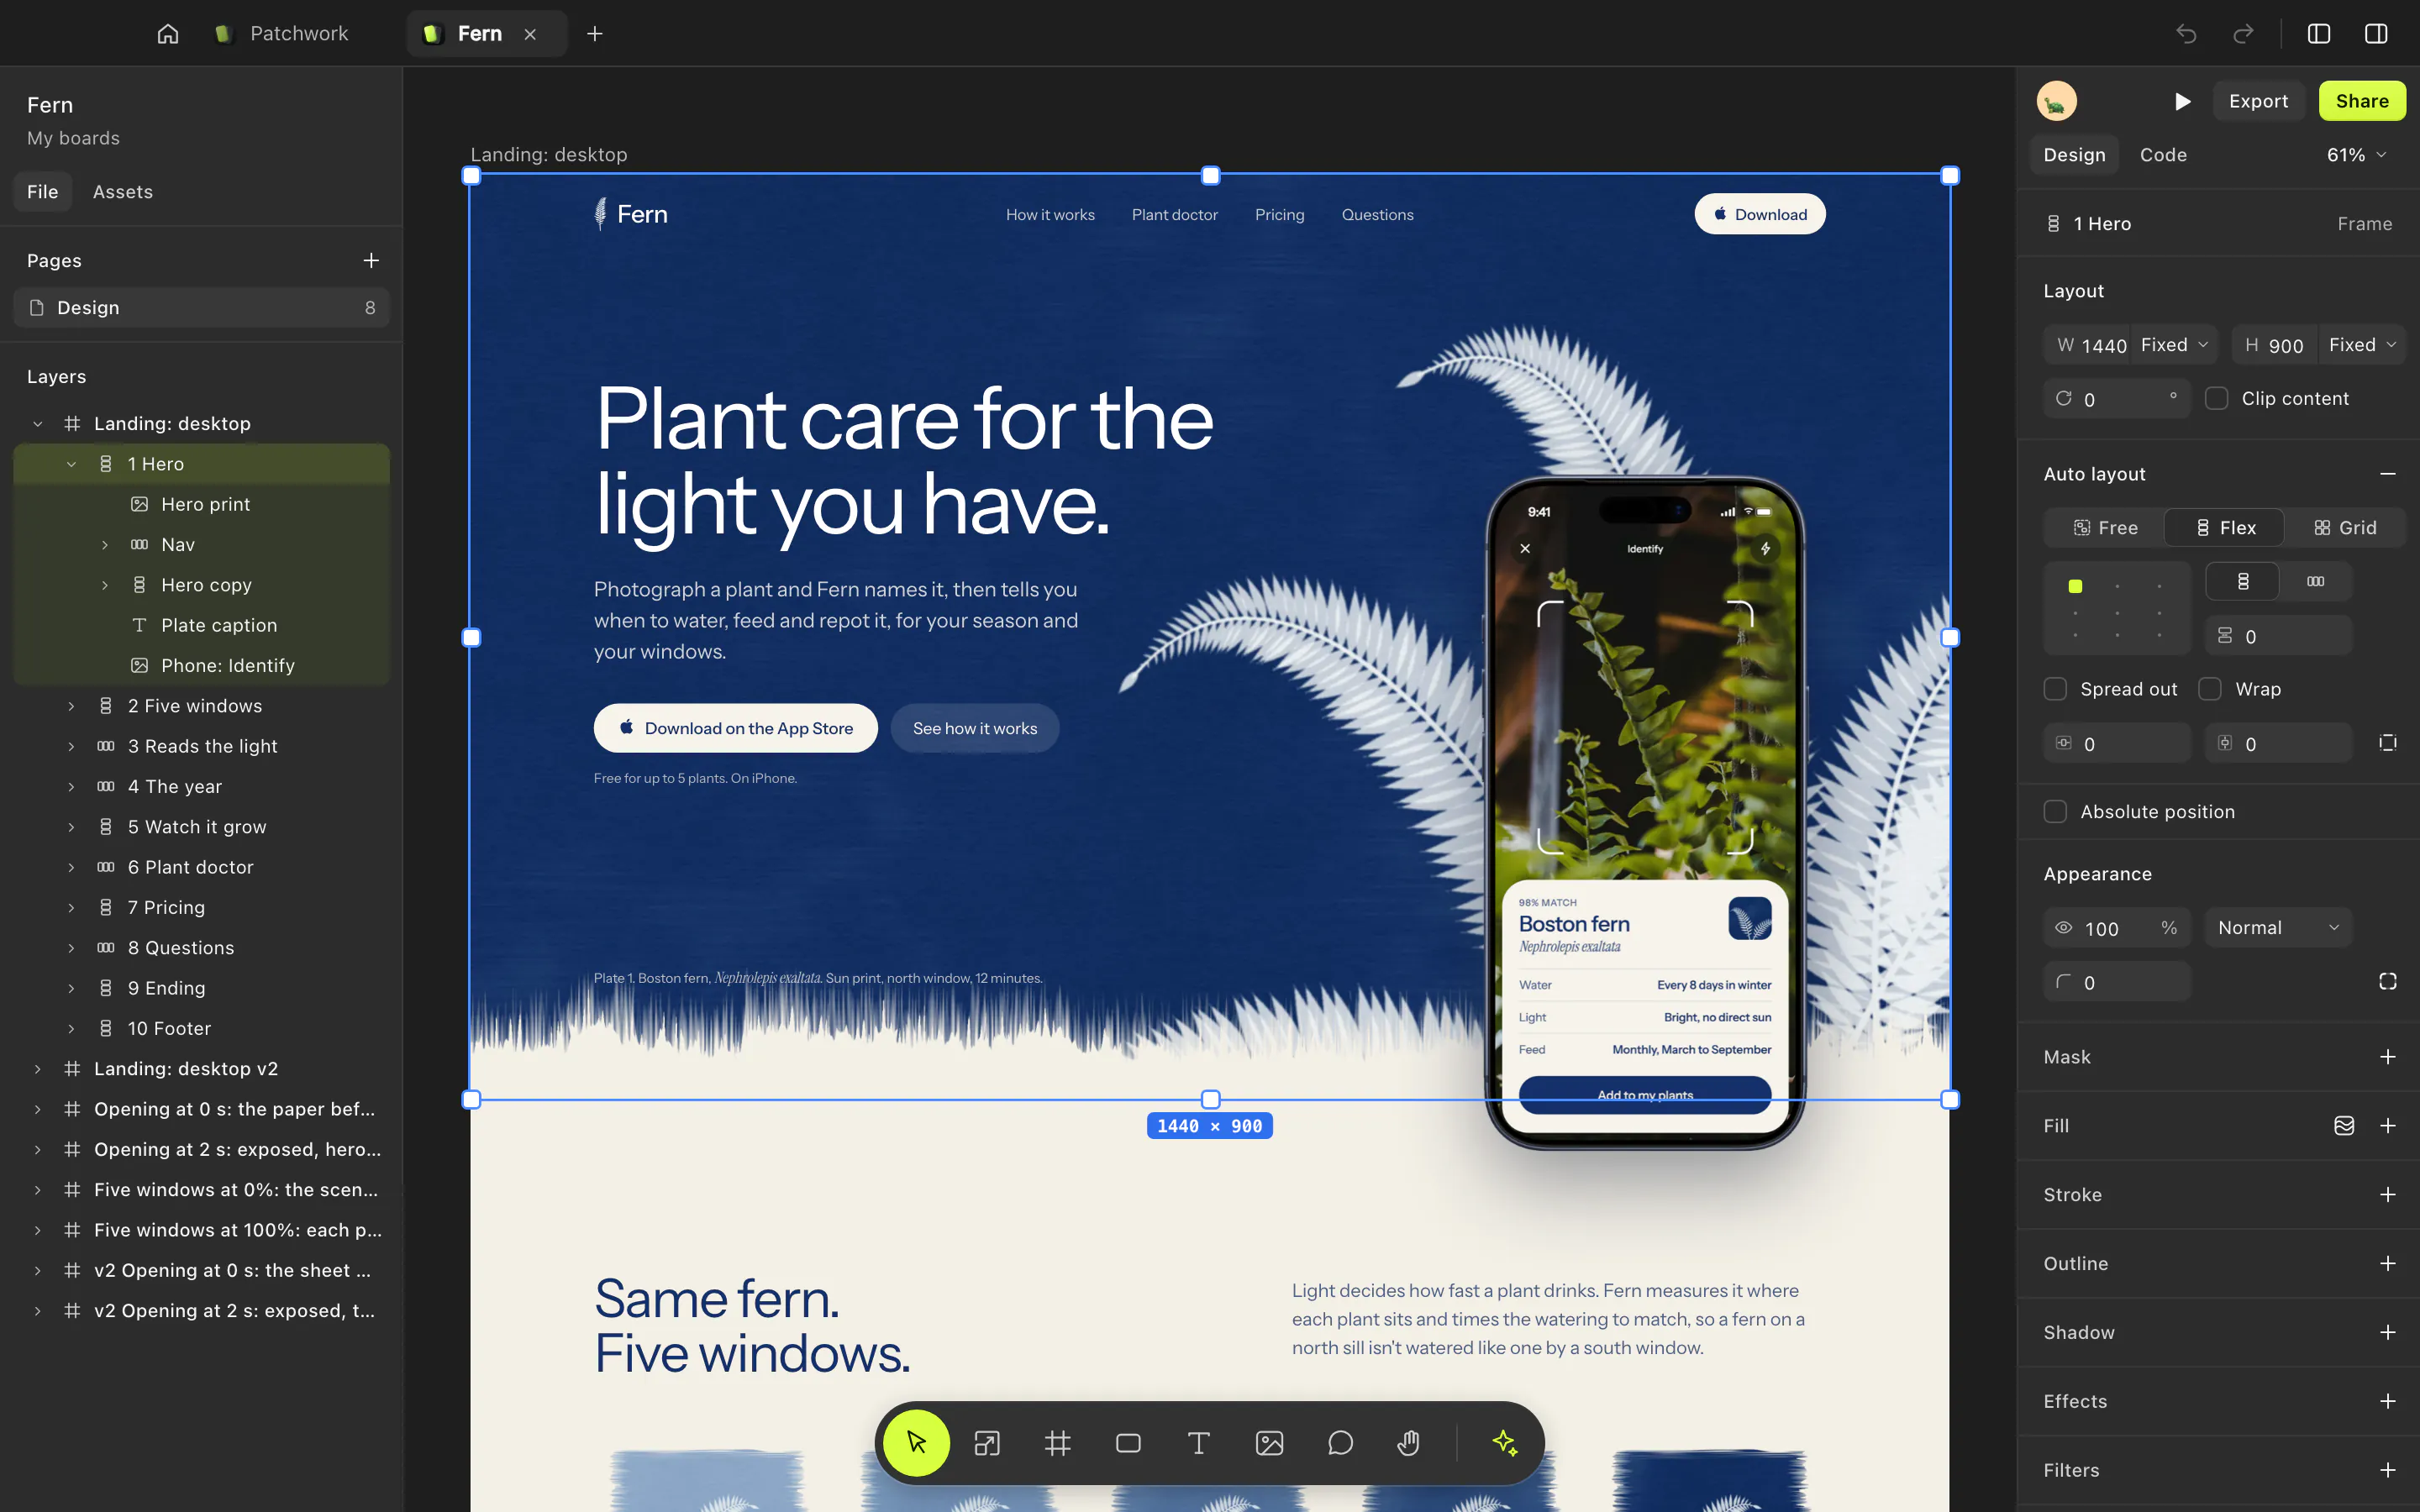 Patchwork
Fern
Fern
My boards
File
Assets
Pages
Design
8
Layers
Landing: desktop
1 Hero
Hero print
Nav
Hero copy
Plate caption
Phone: Identify
2 Five windows
3 Reads the light
4 The year
5 Watch it grow
6 Plant doctor
7 Pricing
8 Questions
9 Ending
10 Footer
Landing: desktop v2
Opening at 0 s: the paper bef...
Opening at 2 s: exposed, hero...
Five windows at 0%: the scen...
Five windows at 100%: each p...
v2 Opening at 0 s: the sheet ...
v2 Opening at 2 s: exposed, t...
Landing: desktop
Fern
How it works
Plant doctor
Pricing
Questions
Download
Plant care for the
light you have.
Photograph a plant and Fern names it, then tells you
when to water, feed and repot it, for your season and
your windows.
Download on the App Store
See how it works
Free for up to 5 plants. On iPhone.
Plate 1. Boston fern, Nephrolepis exaltata. Sun print, north window, 12 minutes.
9:41
Identify
98% MATCH
Boston fern
Nephrolepis exaltata
Water
Every 8 days in winter
Light
Bright, no direct sun
Feed
Monthly, March to September
Add to my plants
1440 × 900
Same fern.
Five windows.
Light decides how fast a plant drinks. Fern measures it where
each plant sits and times the watering to match, so a fern on a
north sill isn't watered like one by a south window.
Export
Share
Design
Code
61%
1 Hero
Frame
Layout
W 1440 Fixed
H 900 Fixed
0 °
Clip content
Auto layout
Free
Flex
Grid
0
Spread out
Wrap
0
0
Absolute position
Appearance
100 %
Normal
0
Mask
Fill
Stroke
Outline
Shadow
Effects
Filters